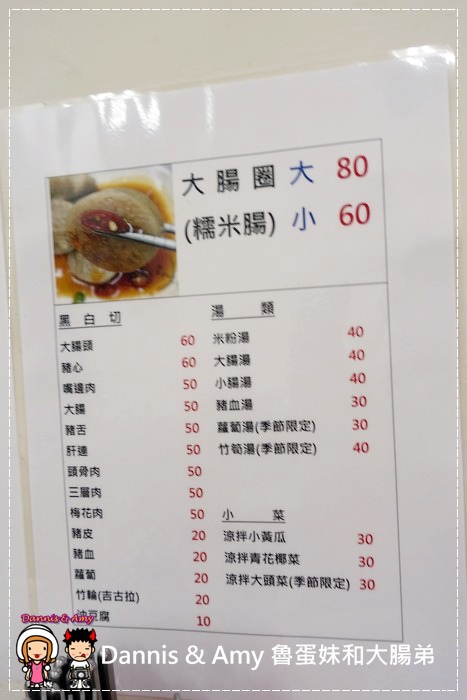 大腸圈 大 80
(糯米腸) 小 60
黑白切
大腸頭 60
豬心 60
嘴邊肉 50
大腸 50
豬舌 50
肝連 50
頭骨肉 50
三層肉 50
梅花肉 50
豬皮 20
豬血 20
蘿蔔 20
竹輪(吉古拉) 20
油豆腐 10
湯類
米粉湯 40
大腸湯 40
小腸湯 40
豬血湯 30
蘿蔔湯(季節限定) 30
竹筍湯(季節限定) 40
小菜
涼拌小黃瓜 30
涼拌青花椰菜 30
涼拌大頭菜(季節限定) 30
Dannis & Amy
Dannis & Amy 魯蛋妹和大腸弟